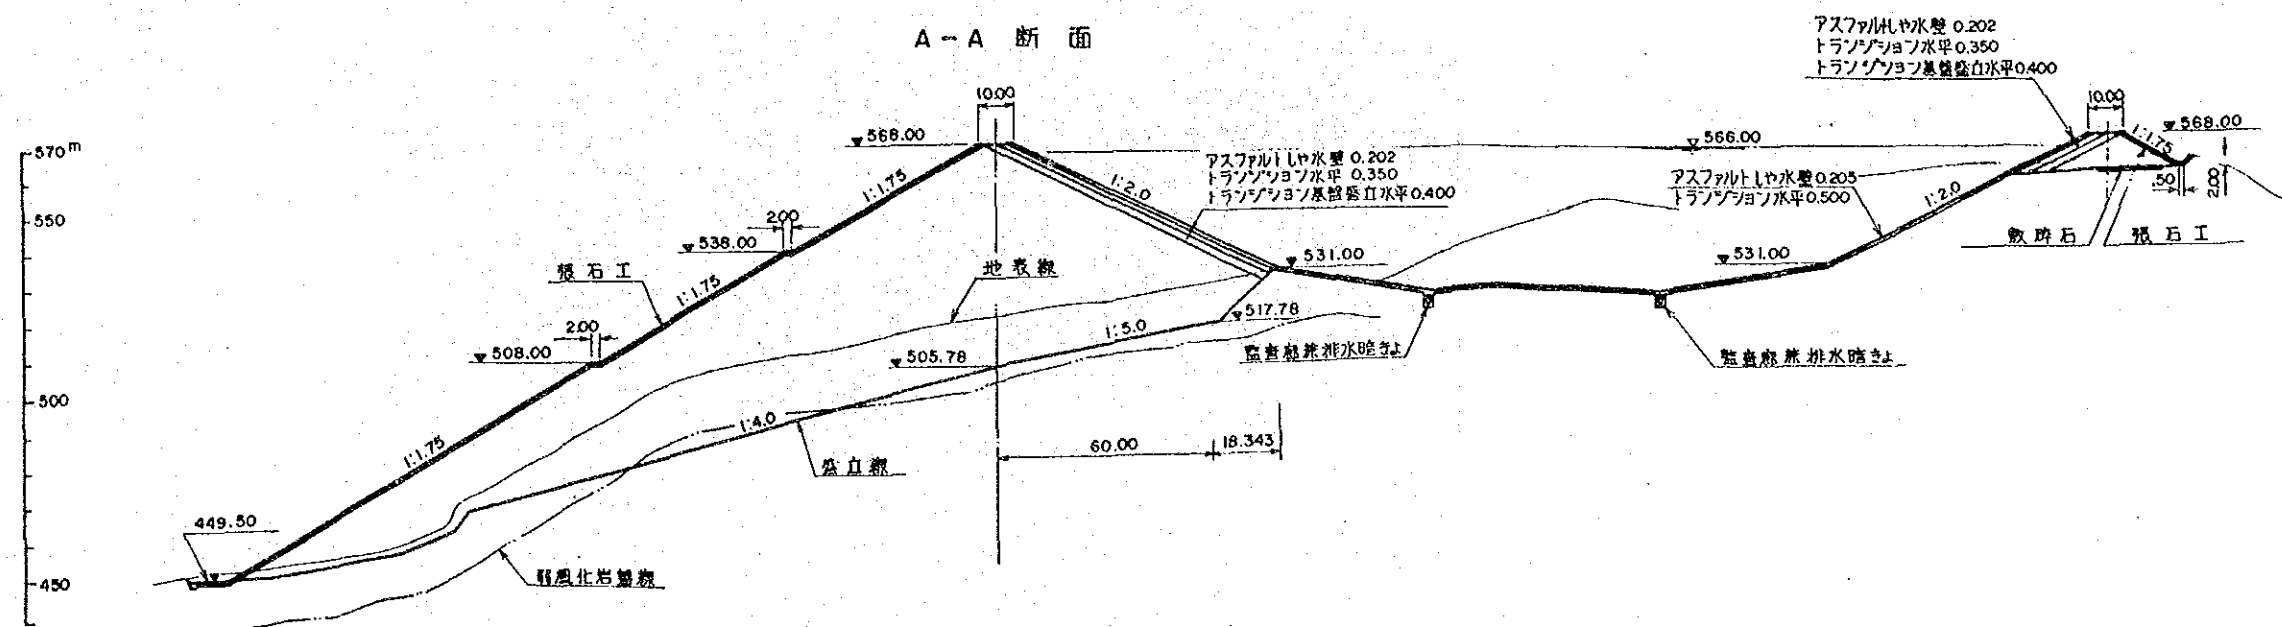 A-A 断面
アスファルトしや水壁 0.202
トランジション水平0.350
トランジション基盤盛立水平0.400
10.00
10.00
568.00
566.00
568.00
1:1.75
570m
アスファルトしや水壁 0.202
トランジション水平 0.350
トランジション基盤盛立水平0.400
1:2.0
1:1.75
アスファルトしや水壁0.205
トランジション水平0.500
1:2.0
.50
2.00
550
2.00
538.00
敷砕石
張石工
張石工
地表線
531.00
531.00
1:1.75
517.78
1:5.0
2.00
508.00
505.78
監査廊兼排水暗きよ
監査廊兼排水暗きよ
500
1:4.0
1:1.75
60.00
18.343
盛立線
449.50
450
弱風化岩盤線